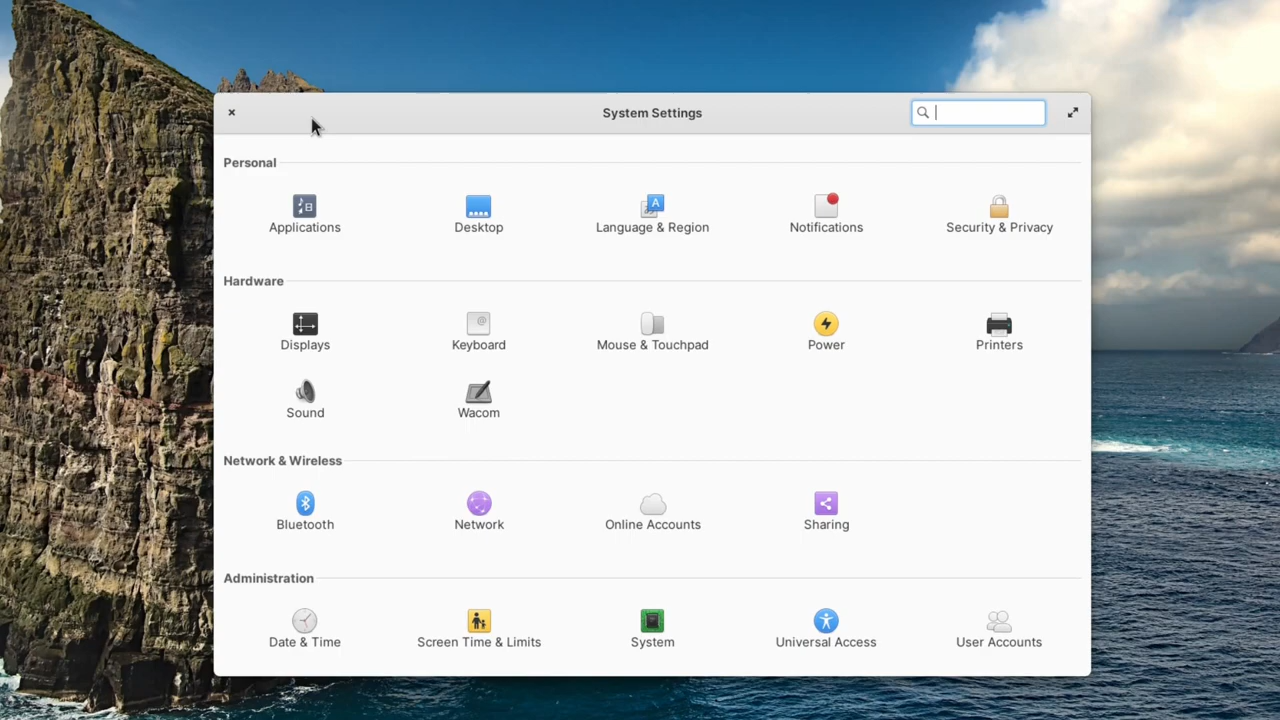 System Settings
Personal
Applications
Desktop
Language & Region
Notifications
Security & Privacy
Hardware
Displays
Keyboard
Mouse & Touchpad
Power
Printers
Sound
Wacom
Network & Wireless
Bluetooth
Network
Online Accounts
Sharing
Administration
Date & Time
Screen Time & Limits
System
Universal Access
User Accounts